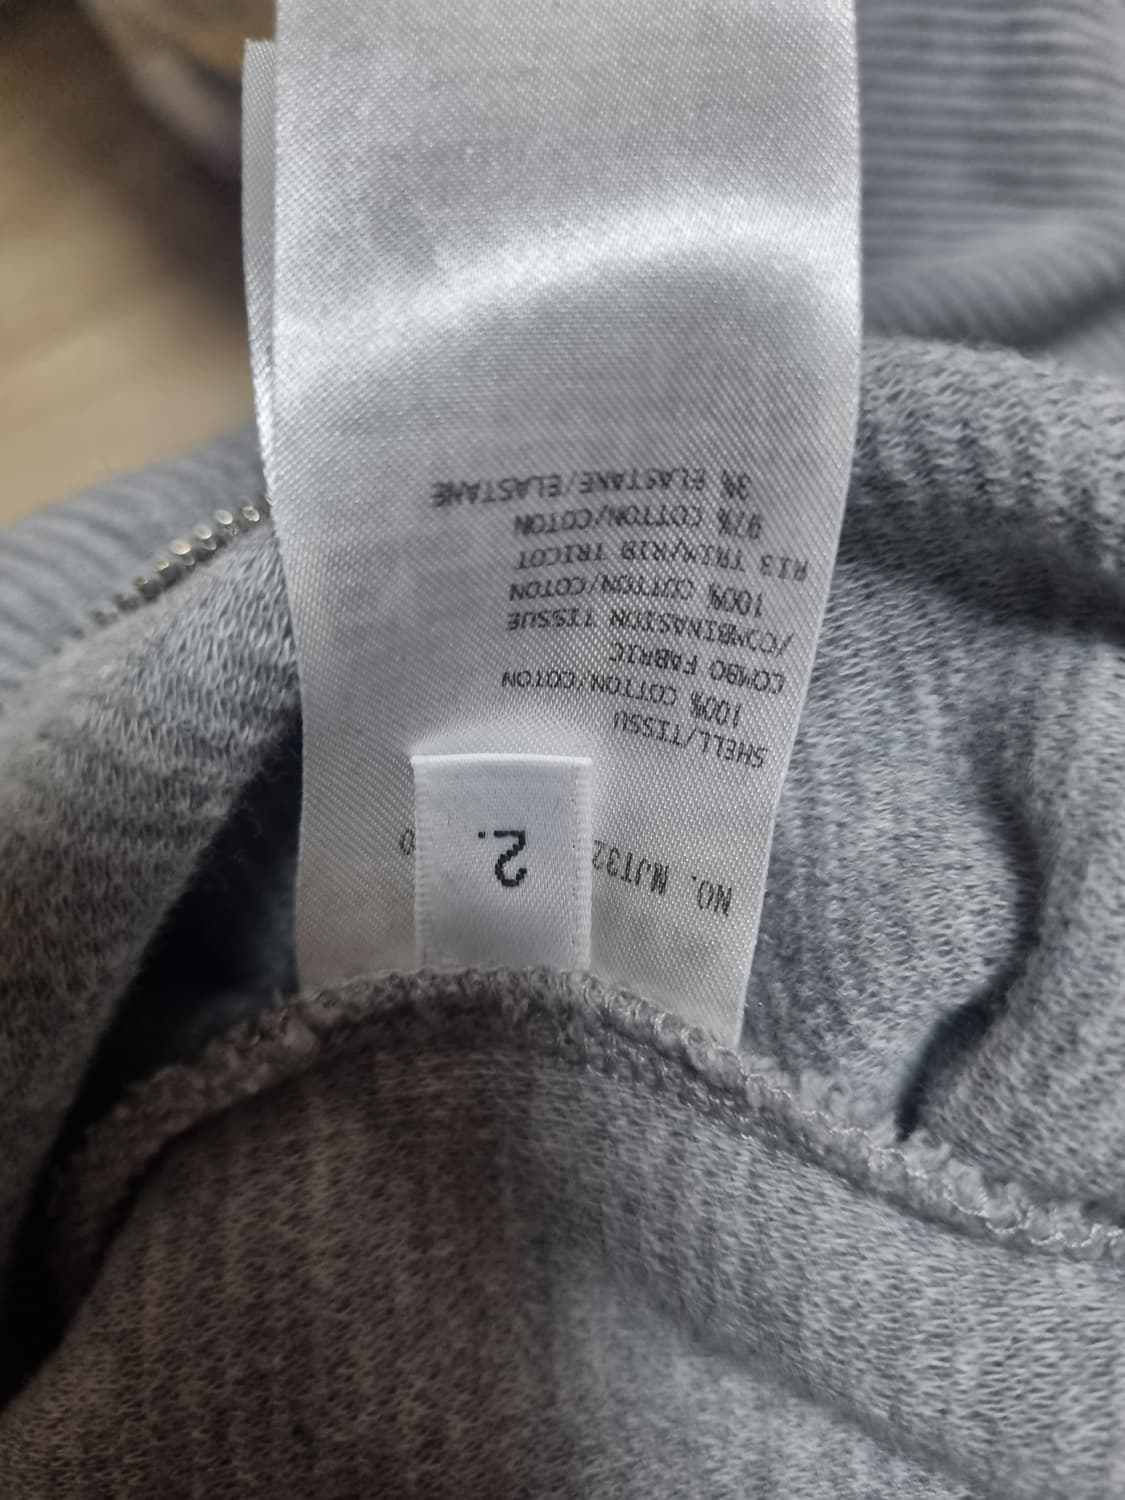 NO. MJT32
2.
SHELL/TISSU
100% COTTON/COTON
COMBO FABRIC
/COMBINASION TISSUE
100% COTTON/COTON
RIB TRIM/RIB TRICOT
97% COTTON/COTON
3% ELASTANE/ELASTANE